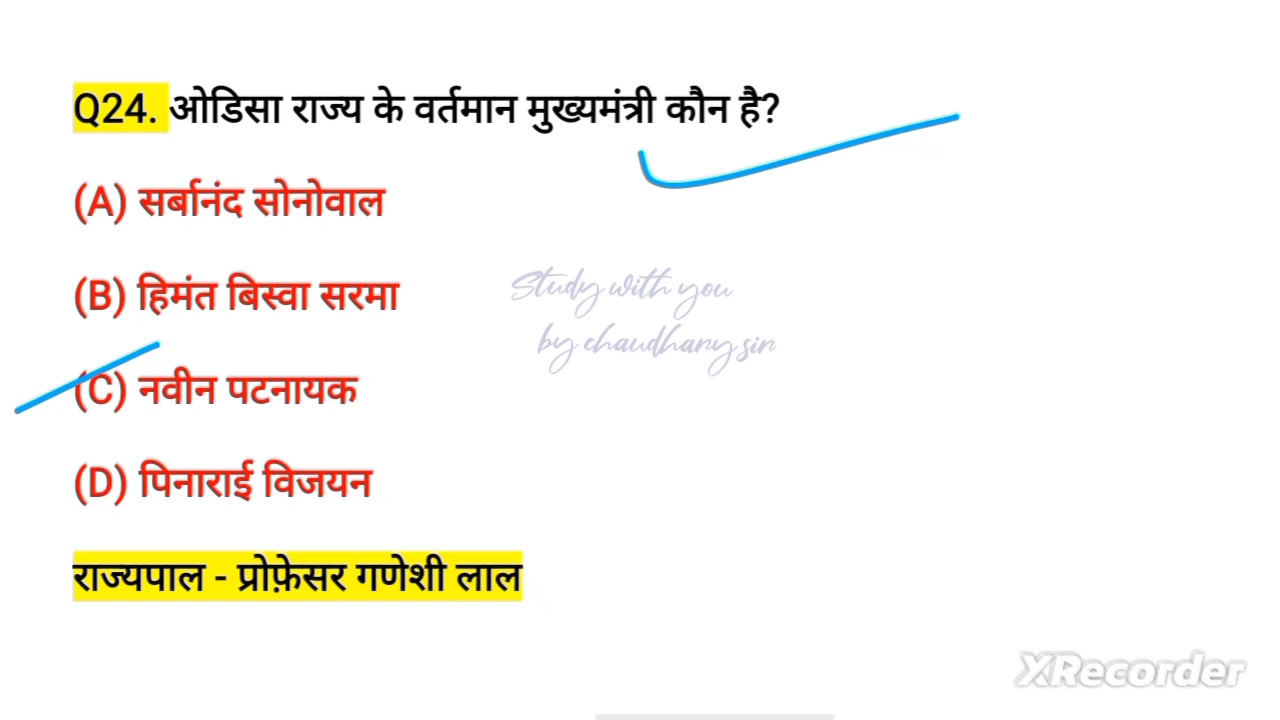 Q24. ओडिसा राज्य के वर्तमान मुख्यमंत्री कौन है?
(A) सर्बानंद सोनोवाल
(B) हिमंत बिस्वा सरमा
Study with you
by chaudhary sir
(C) नवीन पटनायक
(D) पिनाराई विजयन
राज्यपाल - प्रोफ़ेसर गणेशी लाल
XRecorder